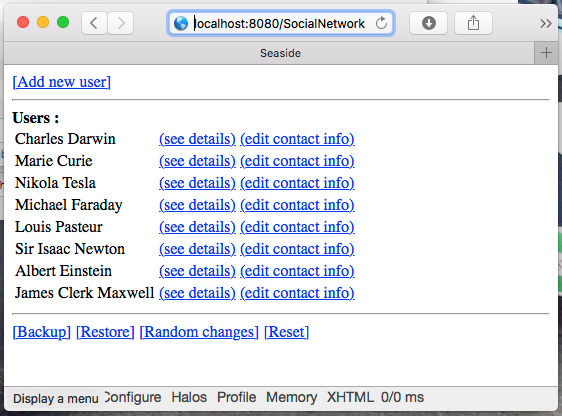 localhost:8080/SocialNetwork
Seaside
[Add new user]
Users :
Charles Darwin (see details) (edit contact info)
Marie Curie (see details) (edit contact info)
Nikola Tesla (see details) (edit contact info)
Michael Faraday (see details) (edit contact info)
Louis Pasteur (see details) (edit contact info)
Sir Isaac Newton (see details) (edit contact info)
Albert Einstein (see details) (edit contact info)
James Clerk Maxwell (see details) (edit contact info)
[Backup] [Restore] [Random changes] [Reset]
Display a menu Configure Halos Profile Memory XHTML 0/0 ms